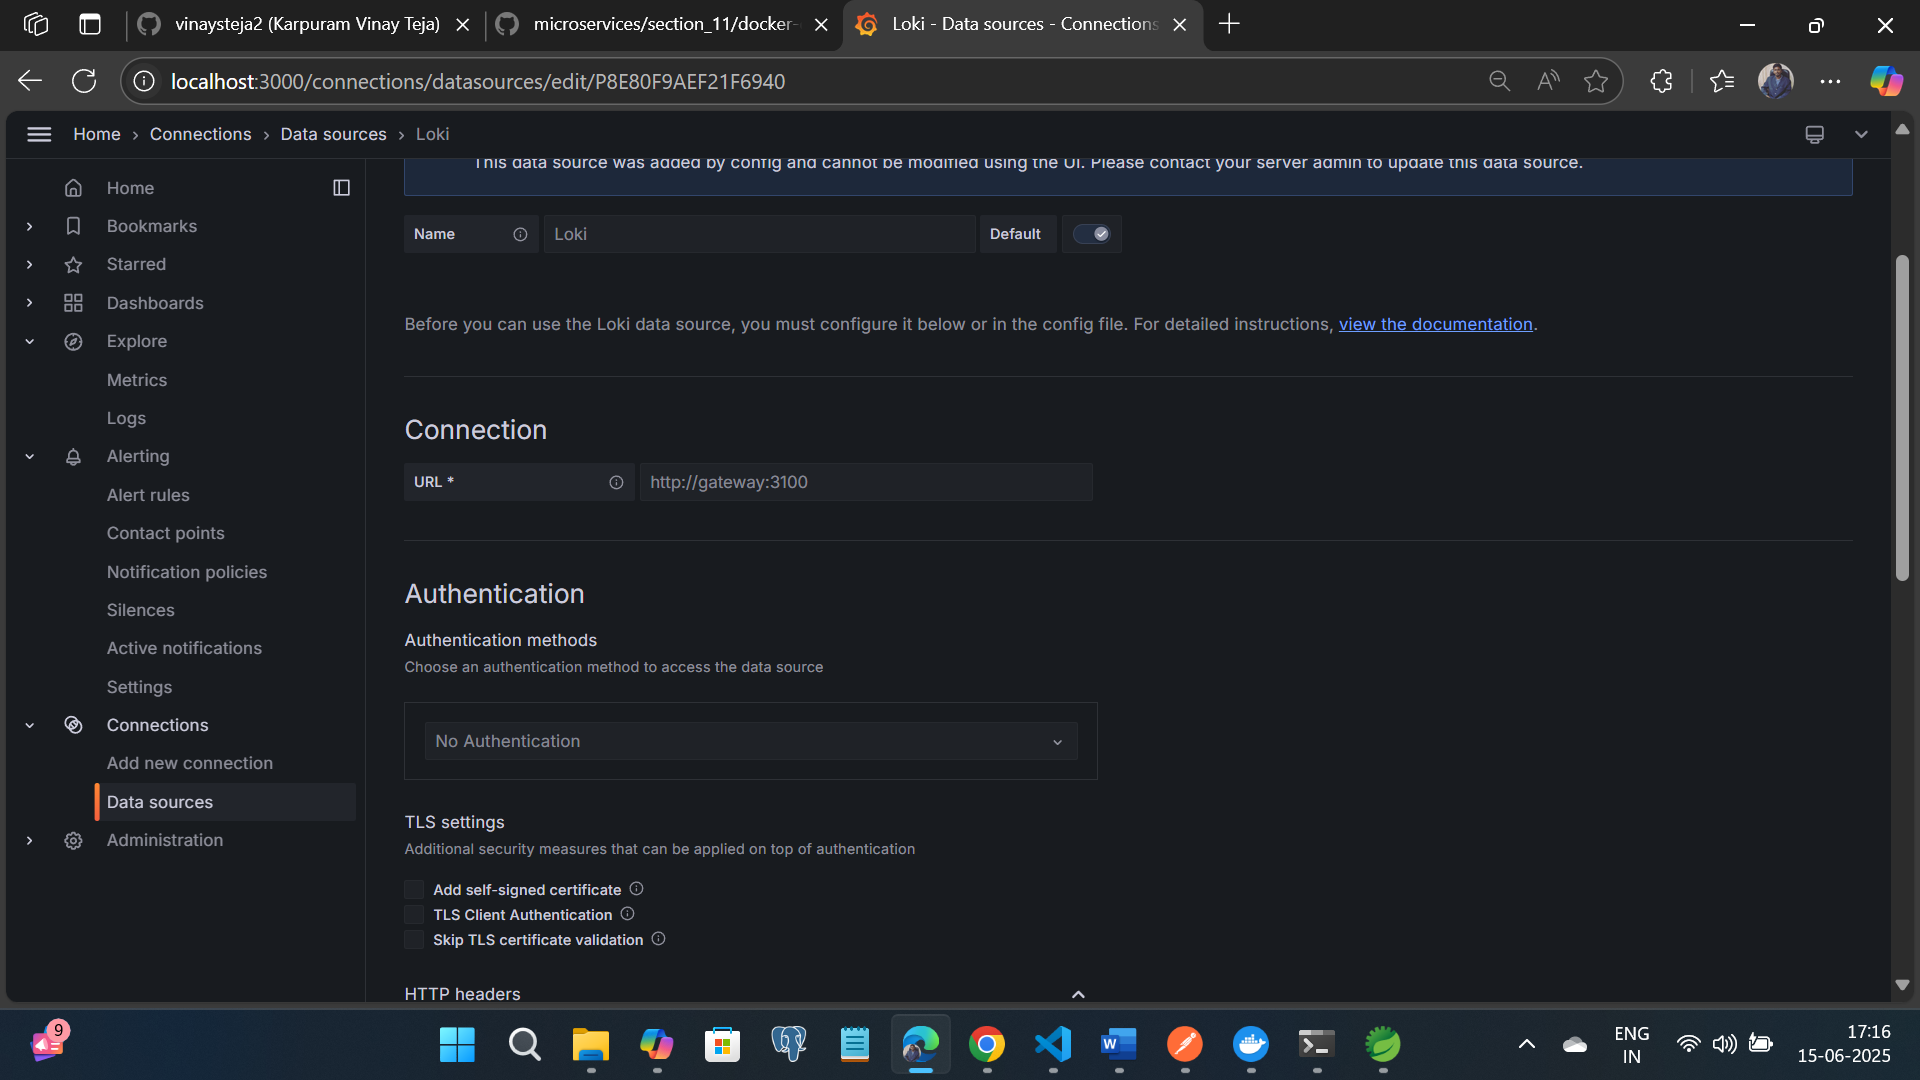 vinaysteja2 (Karpuram Vinay Teja)
microservices/section_11/docker-
Loki - Data sources - Connections
localhost:3000/connections/datasources/edit/P8E80F9AEF21F6940
Home › Connections › Data sources › Loki
Home
Bookmarks
Starred
Dashboards
Explore
Metrics
Logs
Alerting
Alert rules
Contact points
Notification policies
Silences
Active notifications
Settings
Connections
Add new connection
Data sources
Administration
This data source was added by config and cannot be modified using the UI. Please contact your server admin to update this data source.
Name Loki Default
Before you can use the Loki data source, you must configure it below or in the config file. For detailed instructions, view the documentation.
Connection
URL * http://gateway:3100
Authentication
Authentication methods
Choose an authentication method to access the data source
No Authentication
TLS settings
Additional security measures that can be applied on top of authentication
Add self-signed certificate
TLS Client Authentication
Skip TLS certificate validation
HTTP headers
9
ENG
IN
17:16
15-06-2025